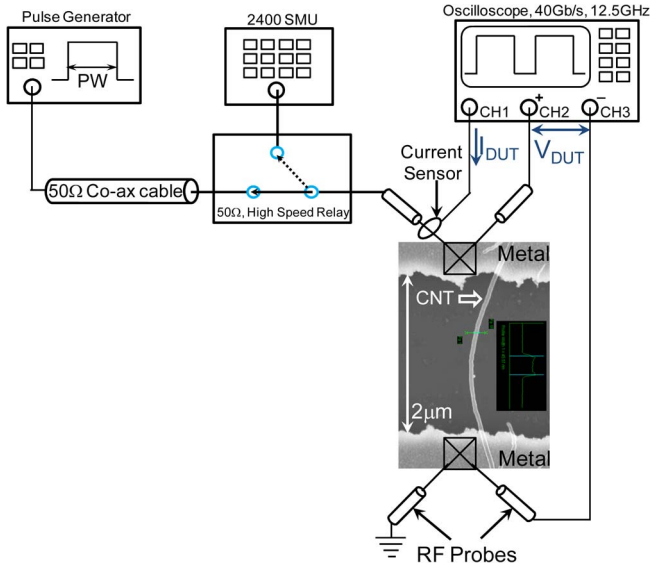 Pulse Generator
PW
2400 SMU
Oscilloscope, 40Gb/s, 12.5GHz
CH1
+
CH2
−
CH3
I DUT
V DUT
Current
Sensor
50Ω Co-ax cable
50Ω, High Speed Relay
Metal
CNT
2μm
Metal
RF Probes